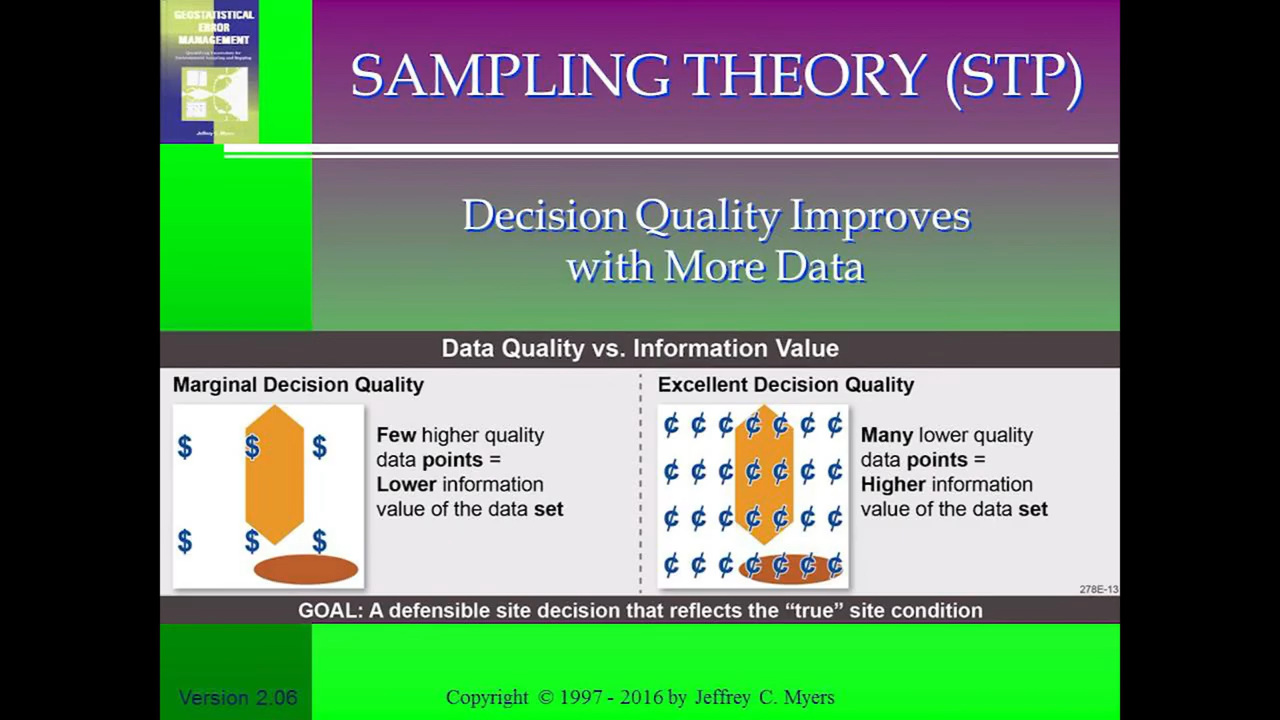 GEOSTATISTICAL
ERROR
MANAGEMENT
Jeffrey C. Myers
SAMPLING THEORY (STP)
Decision Quality Improves
with More Data
Data Quality vs. Information Value
Marginal Decision Quality
$ $ $
$ $ $
Few higher quality
data points =
Lower information
value of the data set
Excellent Decision Quality
¢ ¢ ¢ ¢ ¢ ¢ ¢
¢ ¢ ¢ ¢ ¢ ¢ ¢
¢ ¢ ¢ ¢ ¢ ¢ ¢
¢ ¢ ¢ ¢ ¢ ¢ ¢
Many lower quality
data points =
Higher information
value of the data set
278E-13
GOAL: A defensible site decision that reflects the “true” site condition
Version 2.06
Copyright © 1997 - 2016 by Jeffrey C. Myers